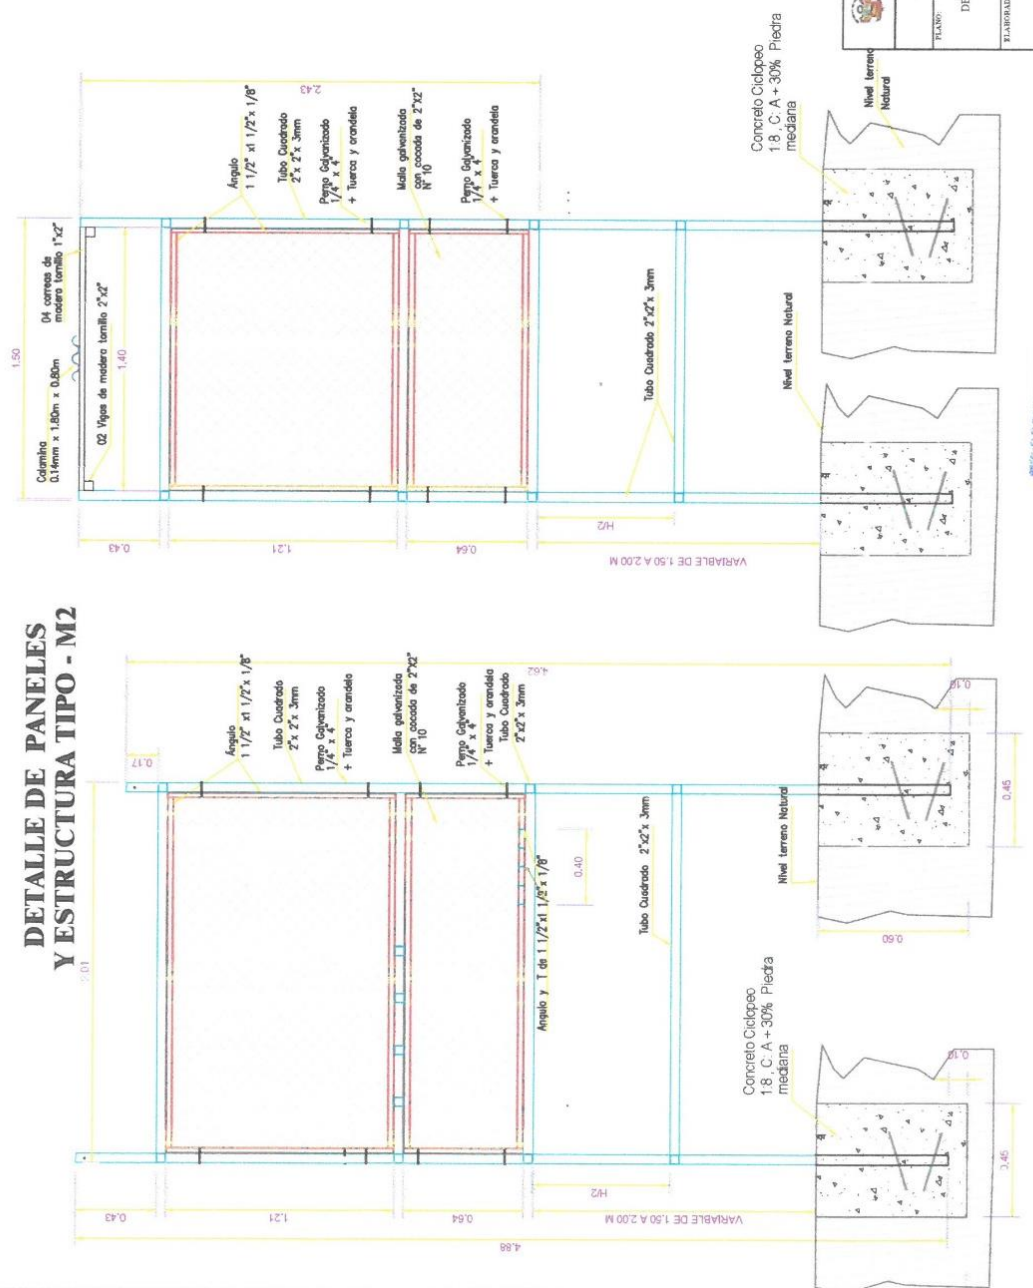 DETALLE DE PANELES
Y ESTRUCTURA TIPO - M2
4.88
0.43
1.21
0.64
VARIABLE DE 1.50 A 2.00 M
H/2
0.17
4.62
Ángulo
1 1/2" x1 1/2"x 1/8"
Tubo Cuadrado
2"x 2"x 3mm
Perno Galvanizado
1/4" x 4"
+ Tuerca y arandela
Malla galvanizada
con cocada de 2"X2"
N° 10
Perno Galvanizado
1/4" x 4"
+ Tuerca y arandela
Tubo Cuadrado
2"x2"x 3mm
0.40
Angulo y T de 1 1/2"x1 1/2"x 1/8"
Tubo Cuadrado 2"x2"x 3mm
Nivel terreno Natural
Concreto Ciclopeo
1:8 , C: A + 30% Piedra
mediana
0.45
0.10
0.60
0.45
0.10
1.50
Calamina
0.14mm x 1.80m x 0.80m
04 correas de
madera tornillo 1"x2"
02 Vigas de madera tornillo 2"x2"
1.40
0.43
1.21
0.64
VARIABLE DE 1.50 A 2.00 M
H/2
2.43
Ángulo
1 1/2" x1 1/2"x 1/8"
Tubo Cuadrado
2"x 2"x 3mm
Perno Galvanizado
1/4" x 4"
+ Tuerca y arandela
Malla galvanizada
con cocada de 2"X2"
N° 10
Perno Galvanizado
1/4" x 4"
+ Tuerca y arandela
Tubo Cuadrado 2"x2"x 3mm
Nivel terreno Natural
Concreto Ciclopeo
1:8 , C: A + 30% Piedra
mediana
Nivel terreno
Natural
PLANO:
DE